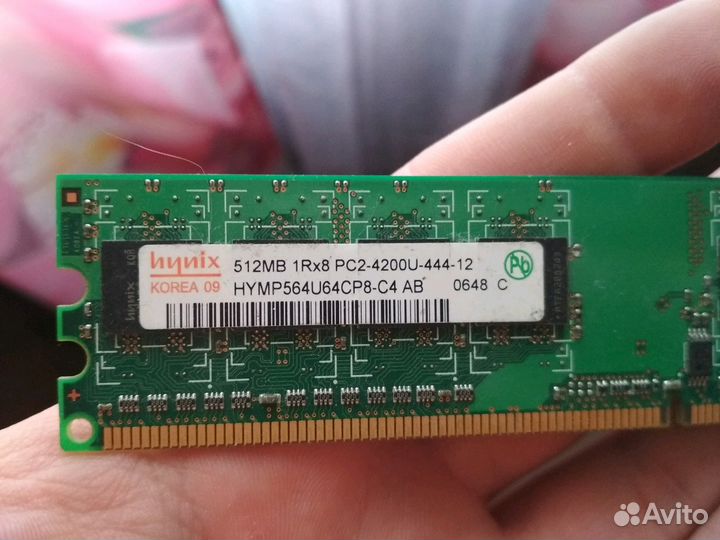 hynix 512MB 1Rx8 PC2-4200U-444-12
KOREA 09 HYMP564U64CP8-C4 AB 0648 C
Pb
Avito